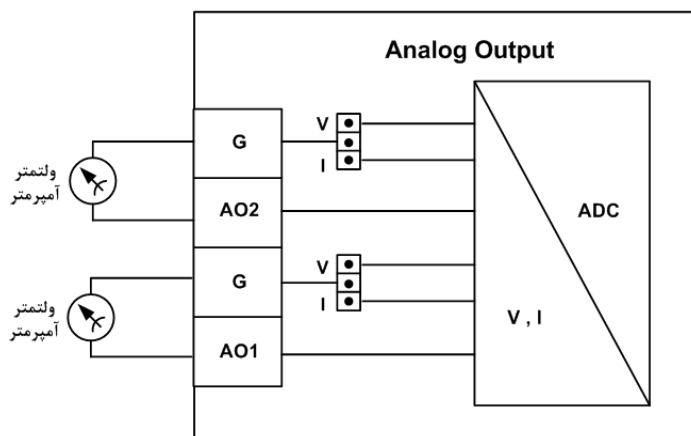 Analog Output
V
G
I
ولتمتر
آمپرمتر
AO2
ADC
V
G
I
ولتمتر
آمپرمتر
V , I
AO1